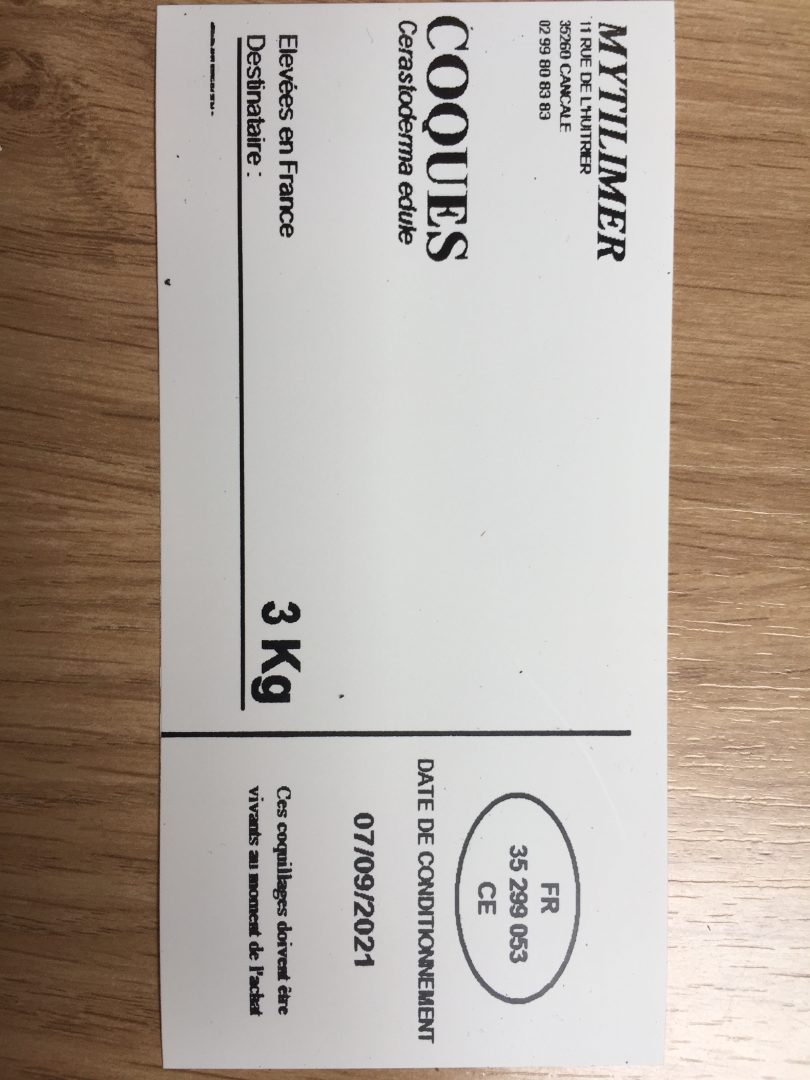 MYTILIMER
11 RUE DE L'HUITRIER
35260 CANCALE
02 99 80 83 83
COQUES
Cerastoderma edule
Elevées en France
3 Kg
Destinataire :
FR
35 299 053
CE
DATE DE CONDITIONNEMENT
07/09/2021
Ces coquillages doivent être
vivants au moment de l'achat